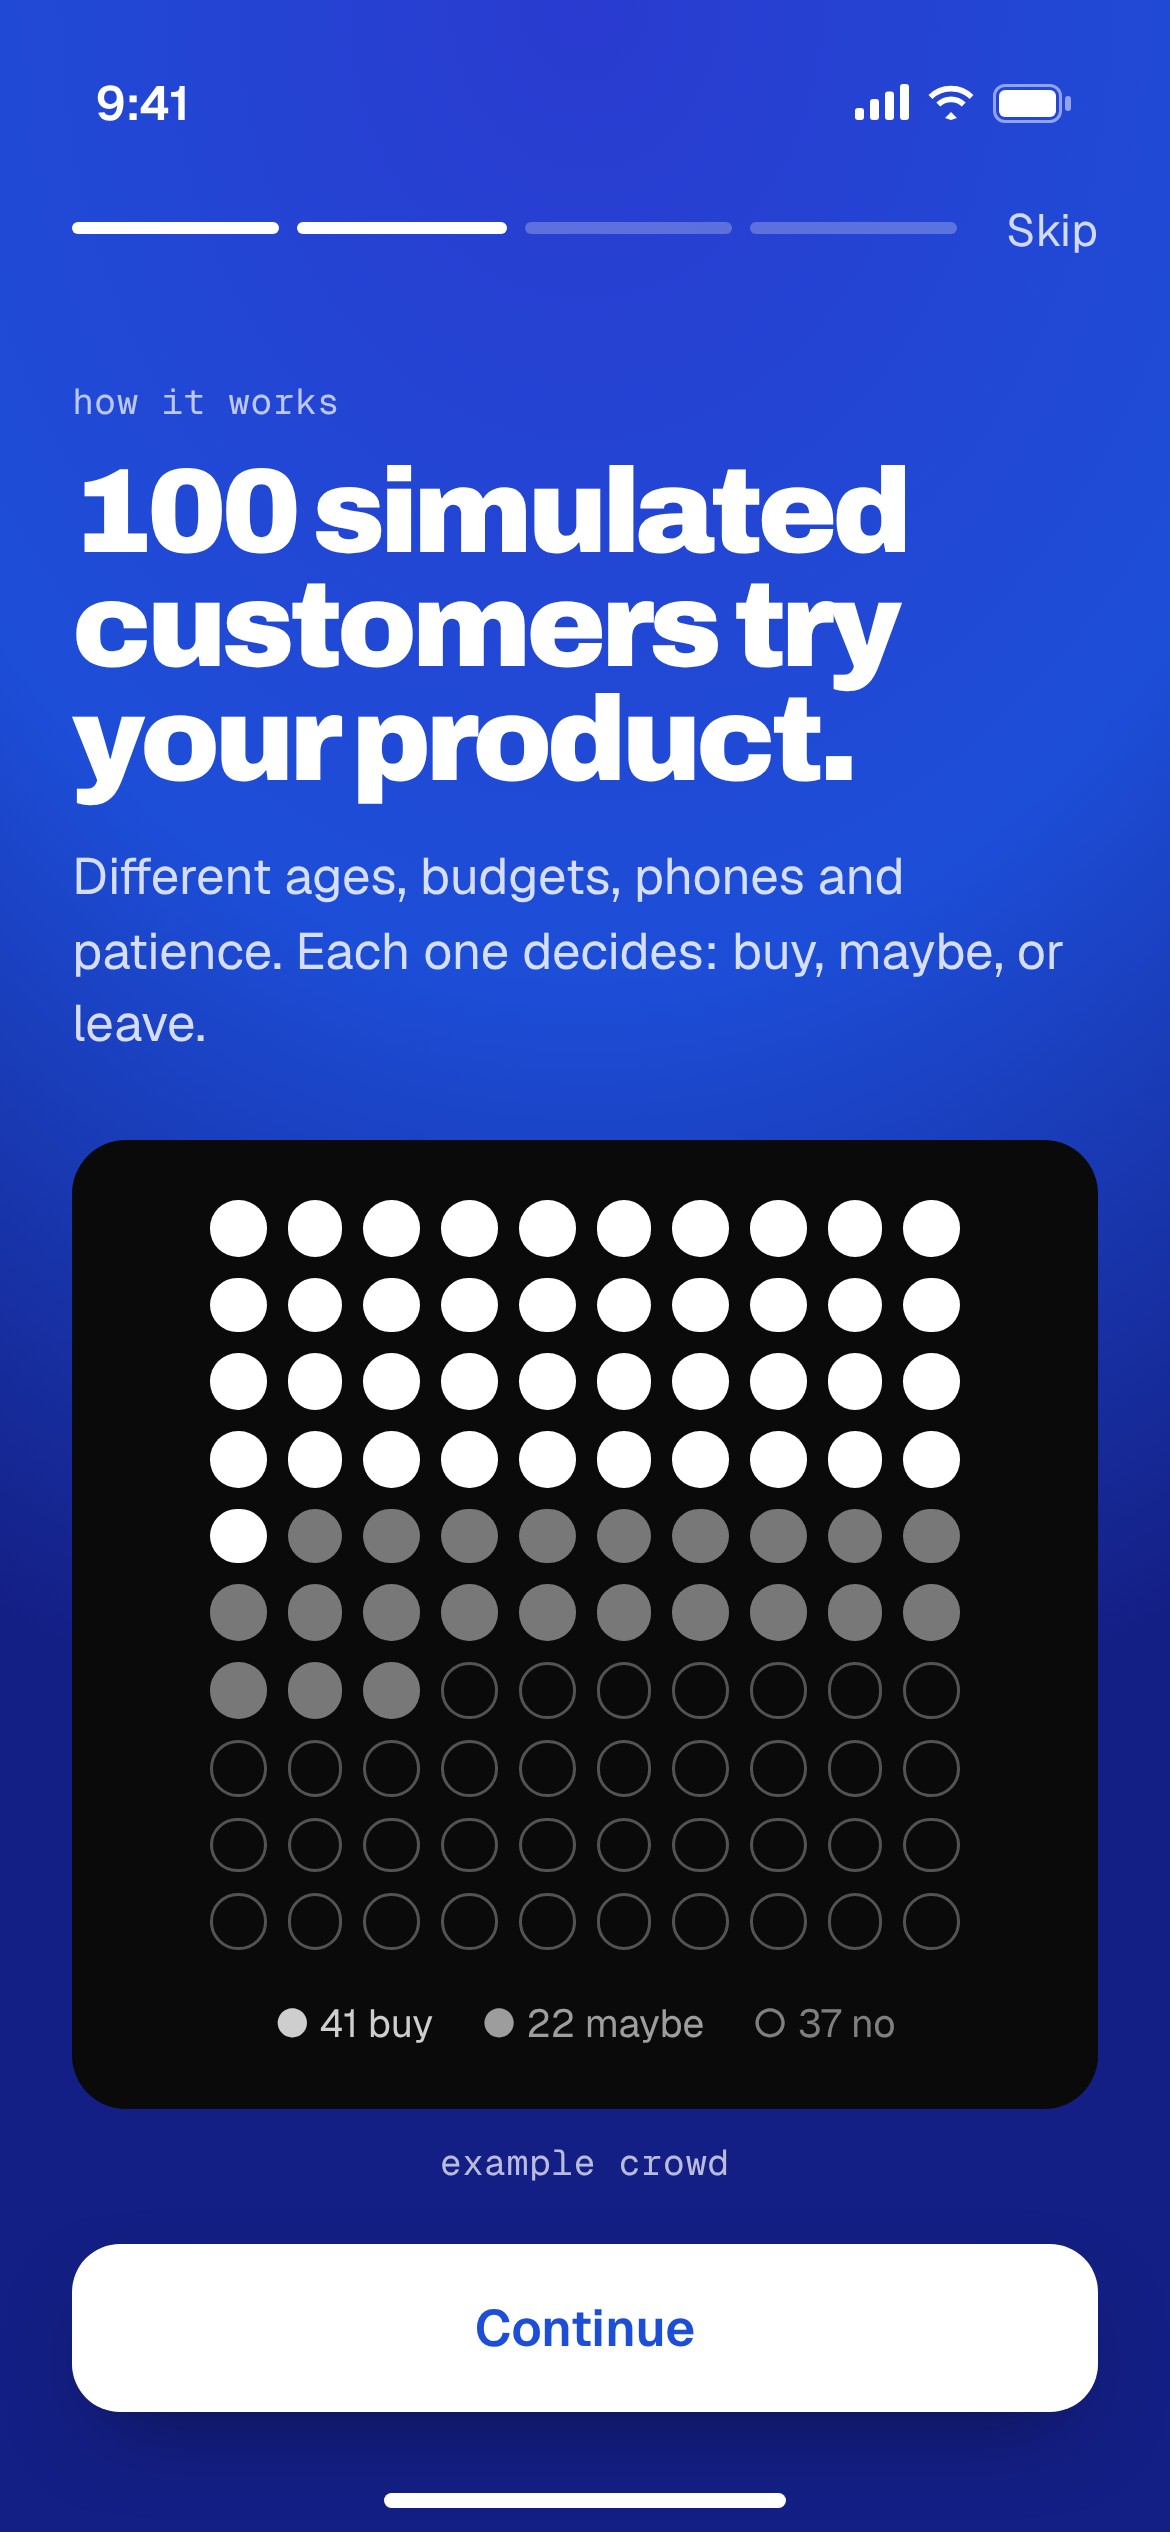 9:41
Skip
how it works
100 simulated
customers try
your product.
Different ages, budgets, phones and
patience. Each one decides: buy, maybe, or
leave.
41 buy 22 maybe 37 no
example crowd
Continue